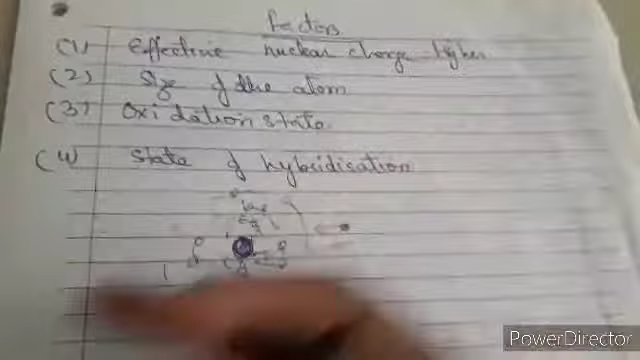 Factors
(1) Effective nuclear charge higher
(2) Size of the atom
(3) Oxidation state
(4) State of hybridisation
PowerDirector